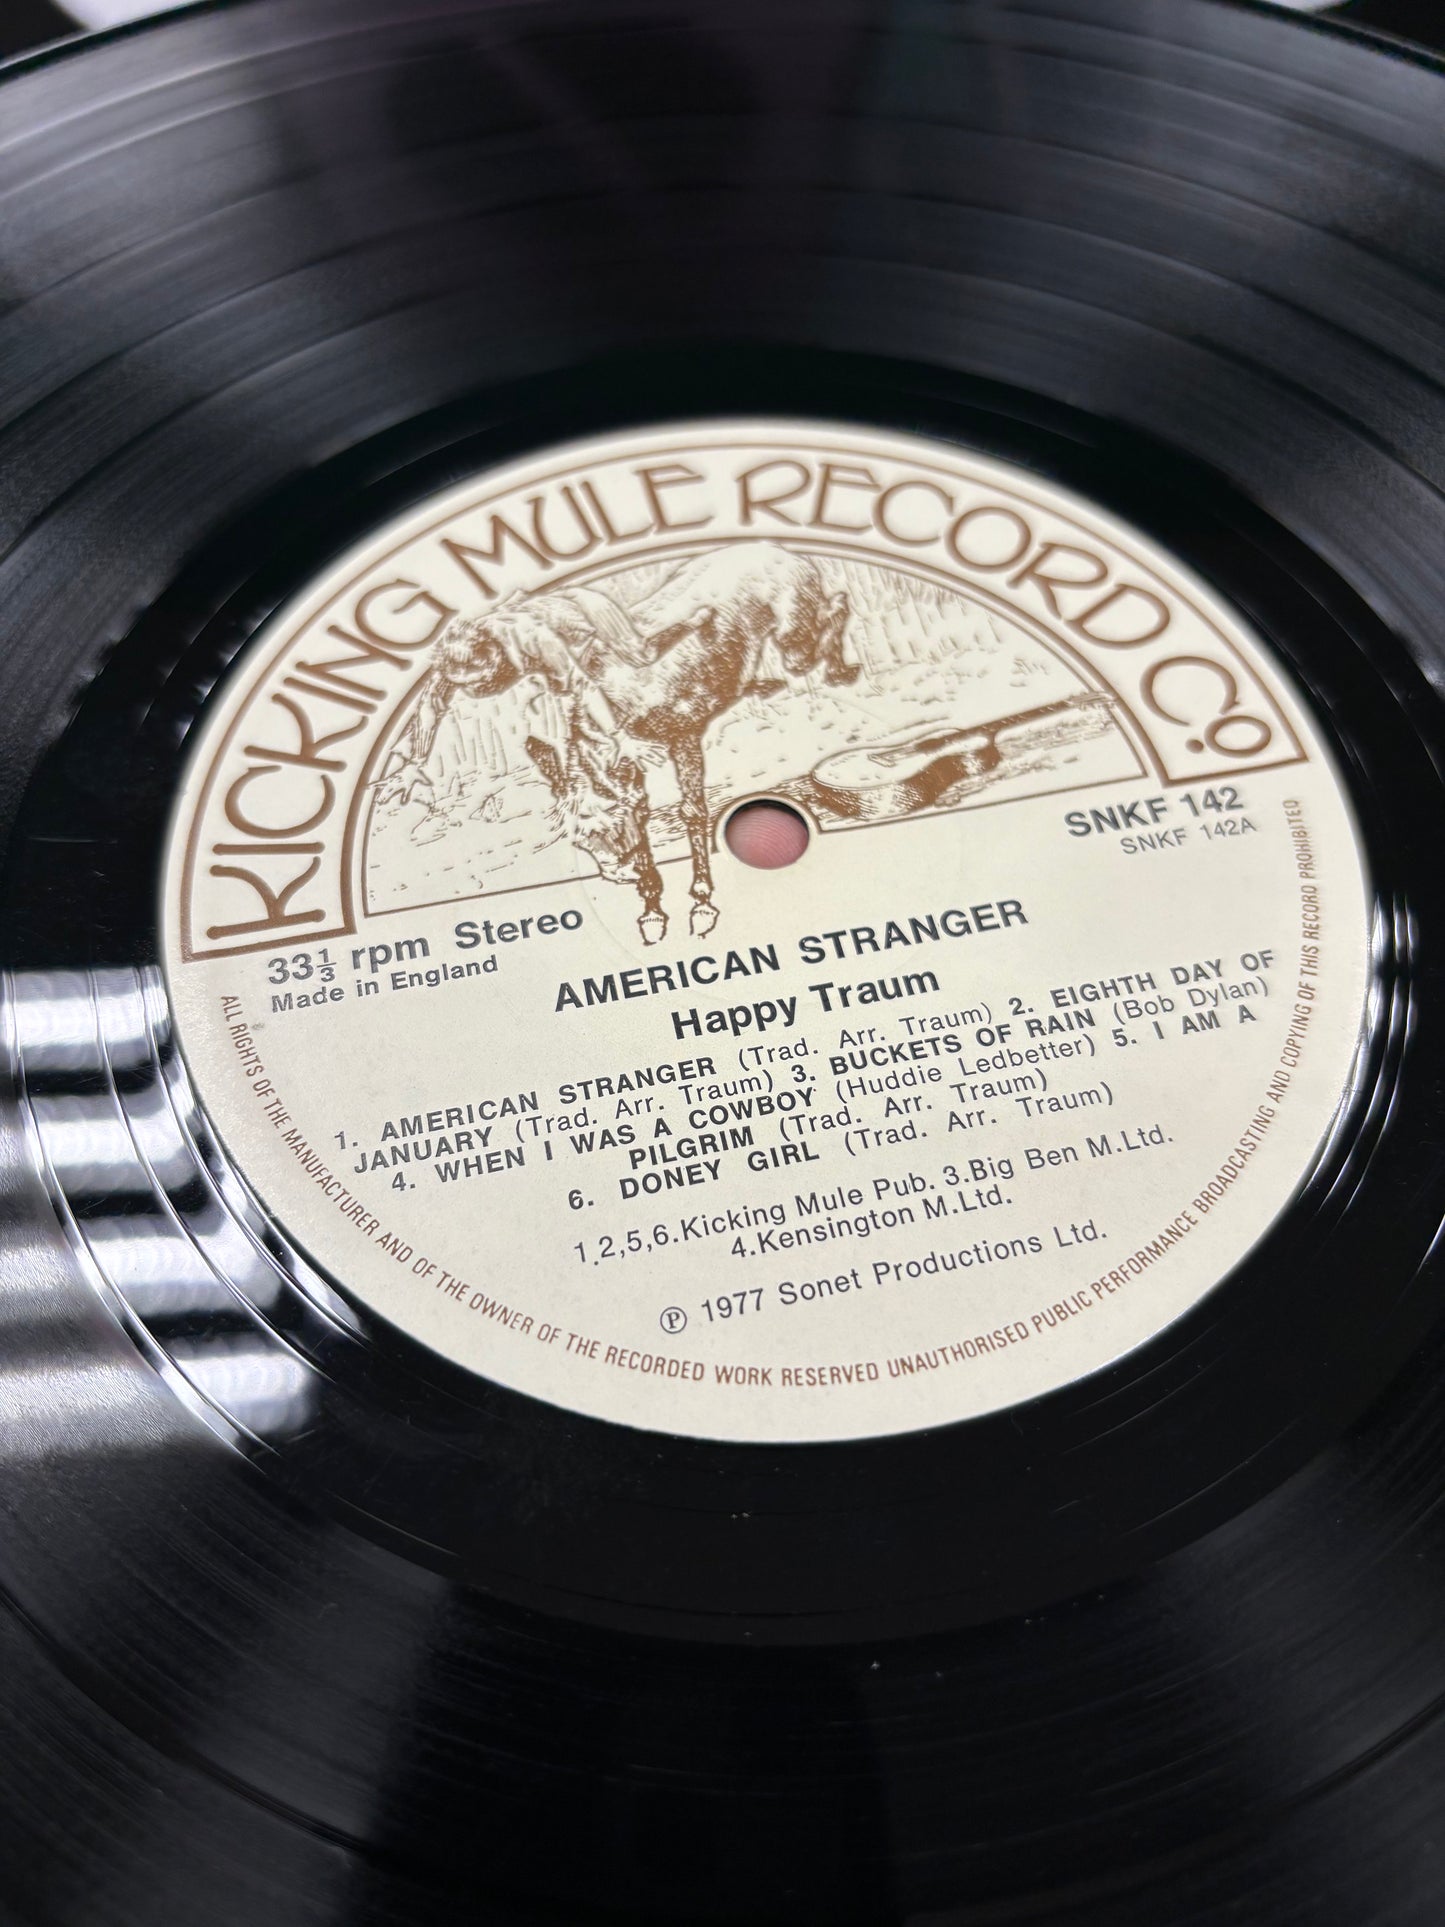 KICKING MULE RECORD Co.
SNKF 142
SNKF 142A
33⅓ rpm Stereo
Made in England
AMERICAN STRANGER
Happy Traum
1. AMERICAN STRANGER (Trad. Arr. Traum) 2. EIGHTH DAY OF
JANUARY (Trad. Arr. Traum) 3. BUCKETS OF RAIN (Bob Dylan)
4. WHEN I WAS A COWBOY (Huddie Ledbetter) 5. I AM A
PILGRIM (Trad. Arr. Traum)
6. DONEY GIRL (Trad. Arr. Traum)
1,2,5,6.Kicking Mule Pub. 3.Big Ben M.Ltd.
4.Kensington M.Ltd.
℗ 1977 Sonet Productions Ltd.
ALL RIGHTS OF THE MANUFACTURER AND OF THE OWNER OF THE RECORDED WORK RESERVED UNAUTHORISED PUBLIC PERFORMANCE BROADCASTING AND COPYING OF THIS RECORD PROHIBITED